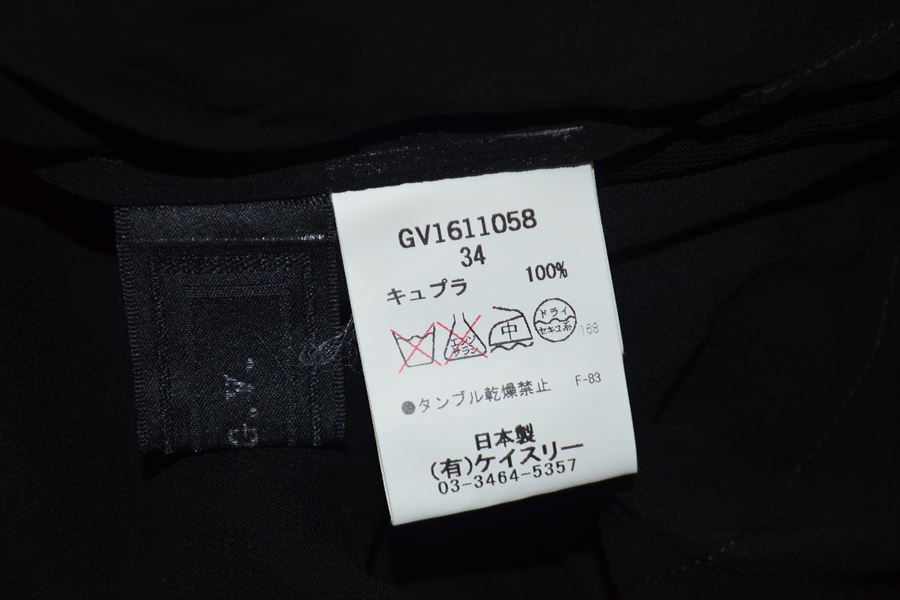 GV1611058
34
キュプラ 100%
エンソ
サラシ
中
ドライ
セキユ系
168
●タンブル乾燥禁止 F-83
日本製
(有)ケイスリー
03-3464-5357
e.v.